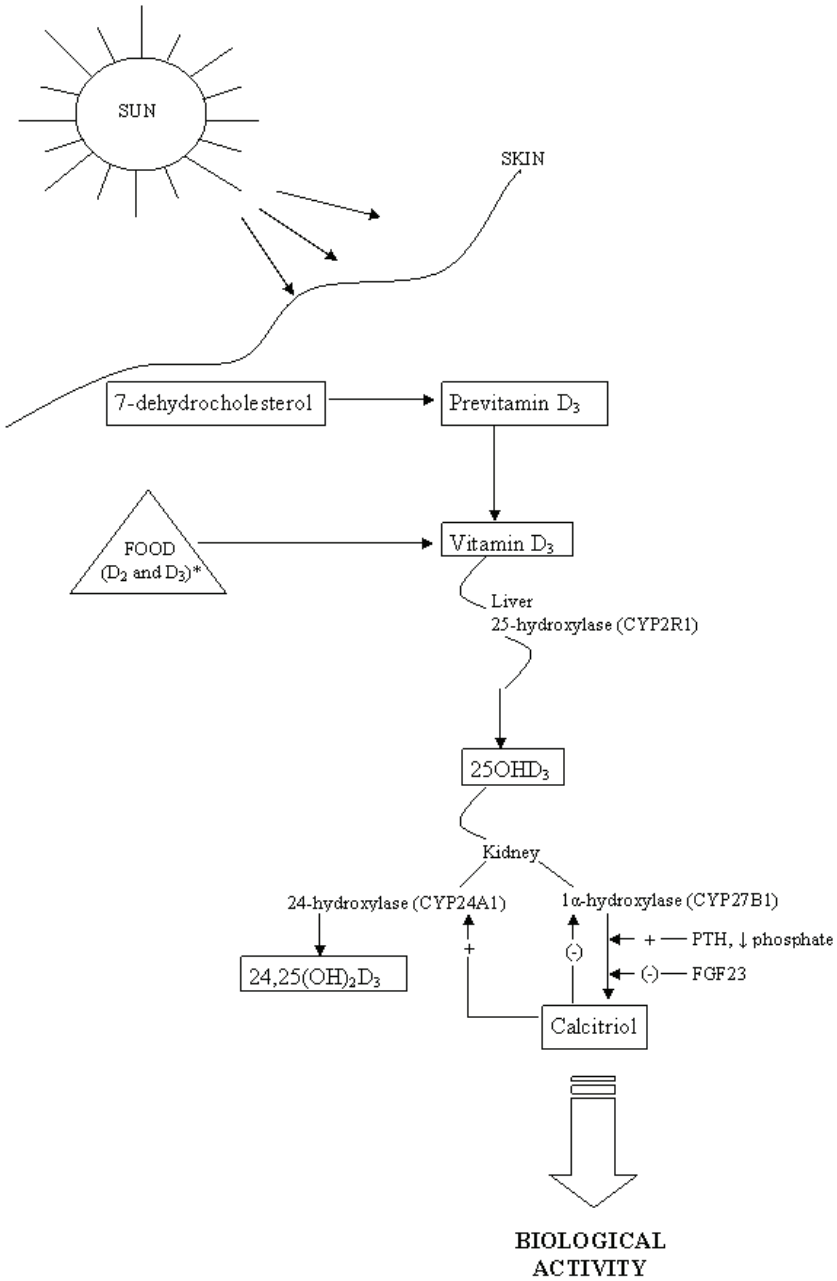 SUN
SKIN
7-dehydrocholesterol
Previtamin D₃
FOOD
(D₂ and D₃)*
Vitamin D₃
Liver
25-hydroxylase (CYP2R1)
25OHD₃
Kidney
24-hydroxylase (CYP24A1)
1α-hydroxylase (CYP27B1)
+
(-)
+ PTH, ↓ phosphate
(-) FGF23
24,25(OH)₂D₃
Calcitriol
BIOLOGICAL
ACTIVITY